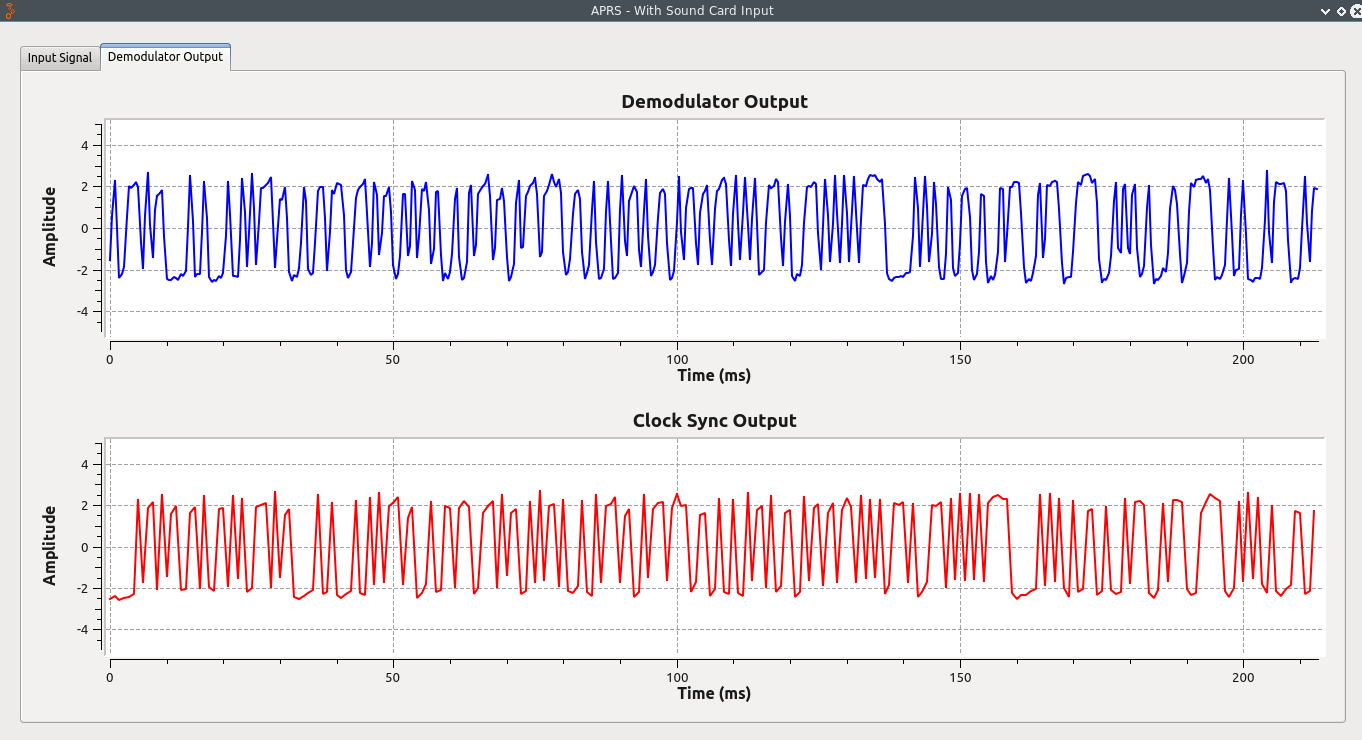 APRS - With Sound Card Input
Input Signal
Demodulator Output
Demodulator Output
4
2
0
-2
-4
Amplitude
0 50 100 150 200
Time (ms)
Clock Sync Output
4
2
0
-2
-4
Amplitude
0 50 100 150 200
Time (ms)